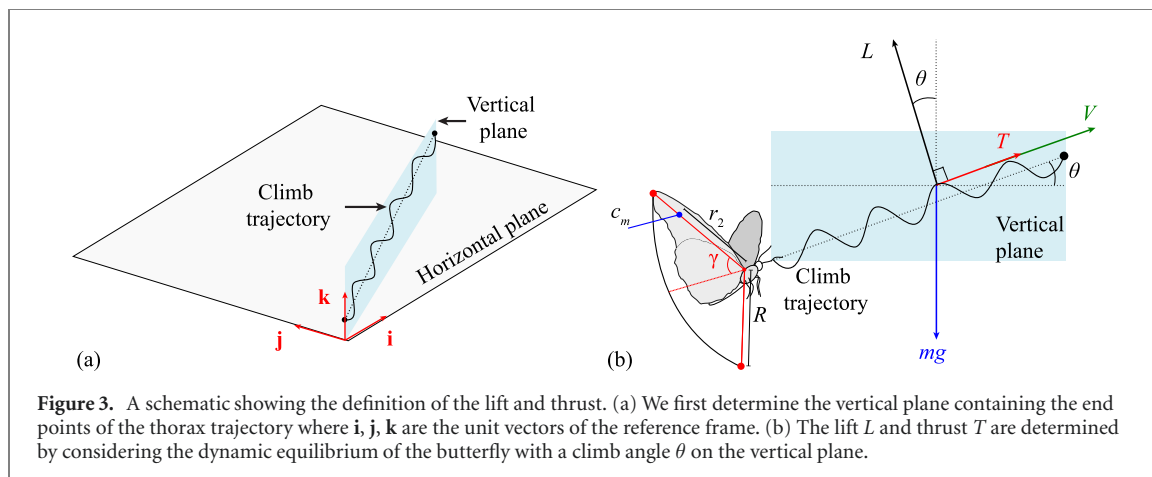 Vertical
plane
Climb
trajectory
Horizontal plane
k
j
i
(a)
L
θ
V
T
θ
c_m
r_2
γ
Vertical
plane
Climb
trajectory
R
mg
(b)
Figure 3. A schematic showing the definition of the lift and thrust. (a) We first determine the vertical plane containing the end
points of the thorax trajectory where i, j, k are the unit vectors of the reference frame. (b) The lift L and thrust T are determined
by considering the dynamic equilibrium of the butterfly with a climb angle θ on the vertical plane.